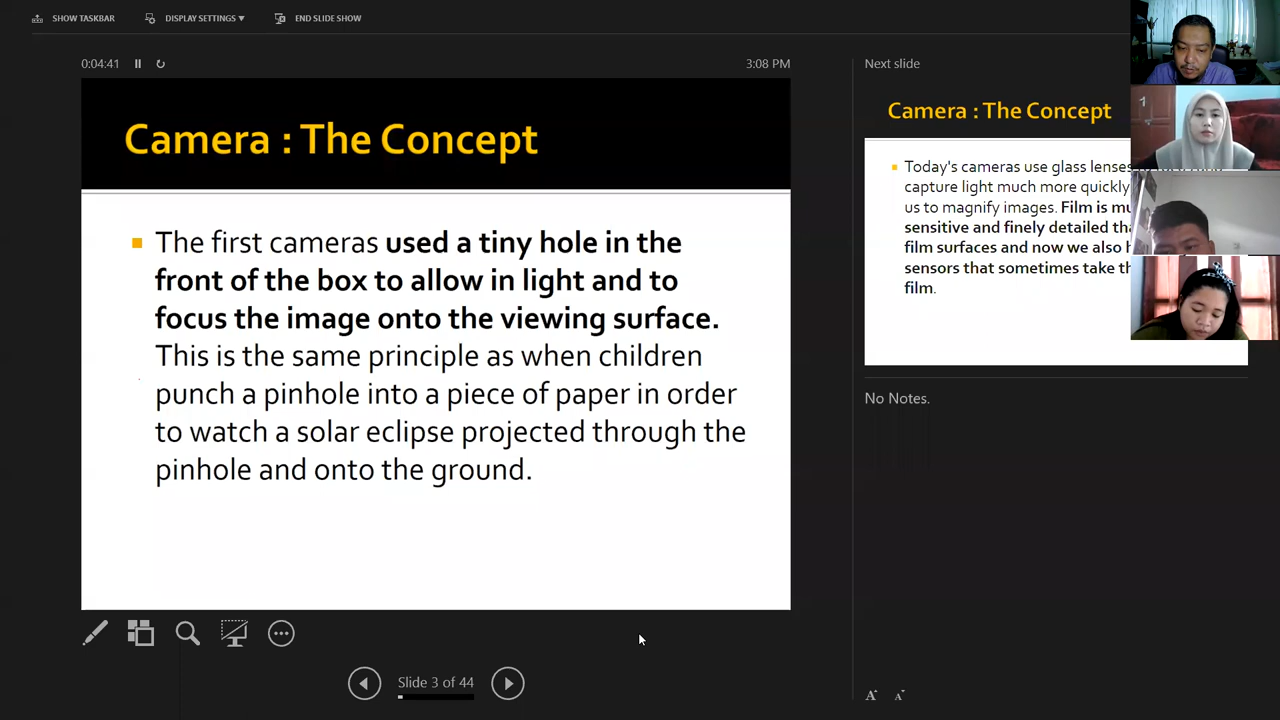 SHOW TASKBAR
DISPLAY SETTINGS ▼
END SLIDE SHOW
0:04:41
3:08 PM
Camera : The Concept
The first cameras used a tiny hole in the
front of the box to allow in light and to
focus the image onto the viewing surface.
This is the same principle as when children
punch a pinhole into a piece of paper in order
to watch a solar eclipse projected through the
pinhole and onto the ground.
Slide 3 of 44
Next slide
Camera : The Concept
Today's cameras use glass lenses
capture light much more quickly
us to magnify images. Film is
sensitive and finely detailed
film surfaces and now we also
sensors that sometimes take
film.
No Notes.
A A
1